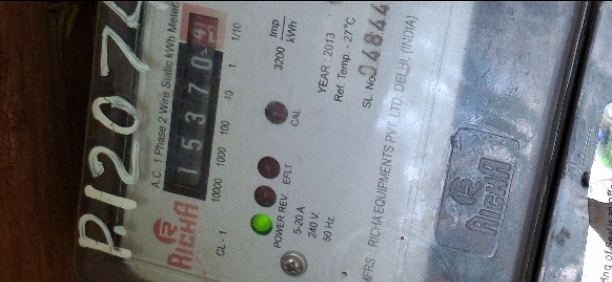 P.12074
A.C. 1 Phase 2 Wire Static kWh Meter
RICHA
1 5 3 7 0 4
10000 1000 100 10 1 1/10
CL - 1
CAL
3200 Imp/kWh
EFLT
REV.
POWER
5-20 A
240 V.
50 Hz.
YEAR : 2013
Ref. Temp. - 27°C
SL No. 04844
MFRS RICHA EQUIPMENTS PVT. LTD. DELHI, (INDIA)
RICHA